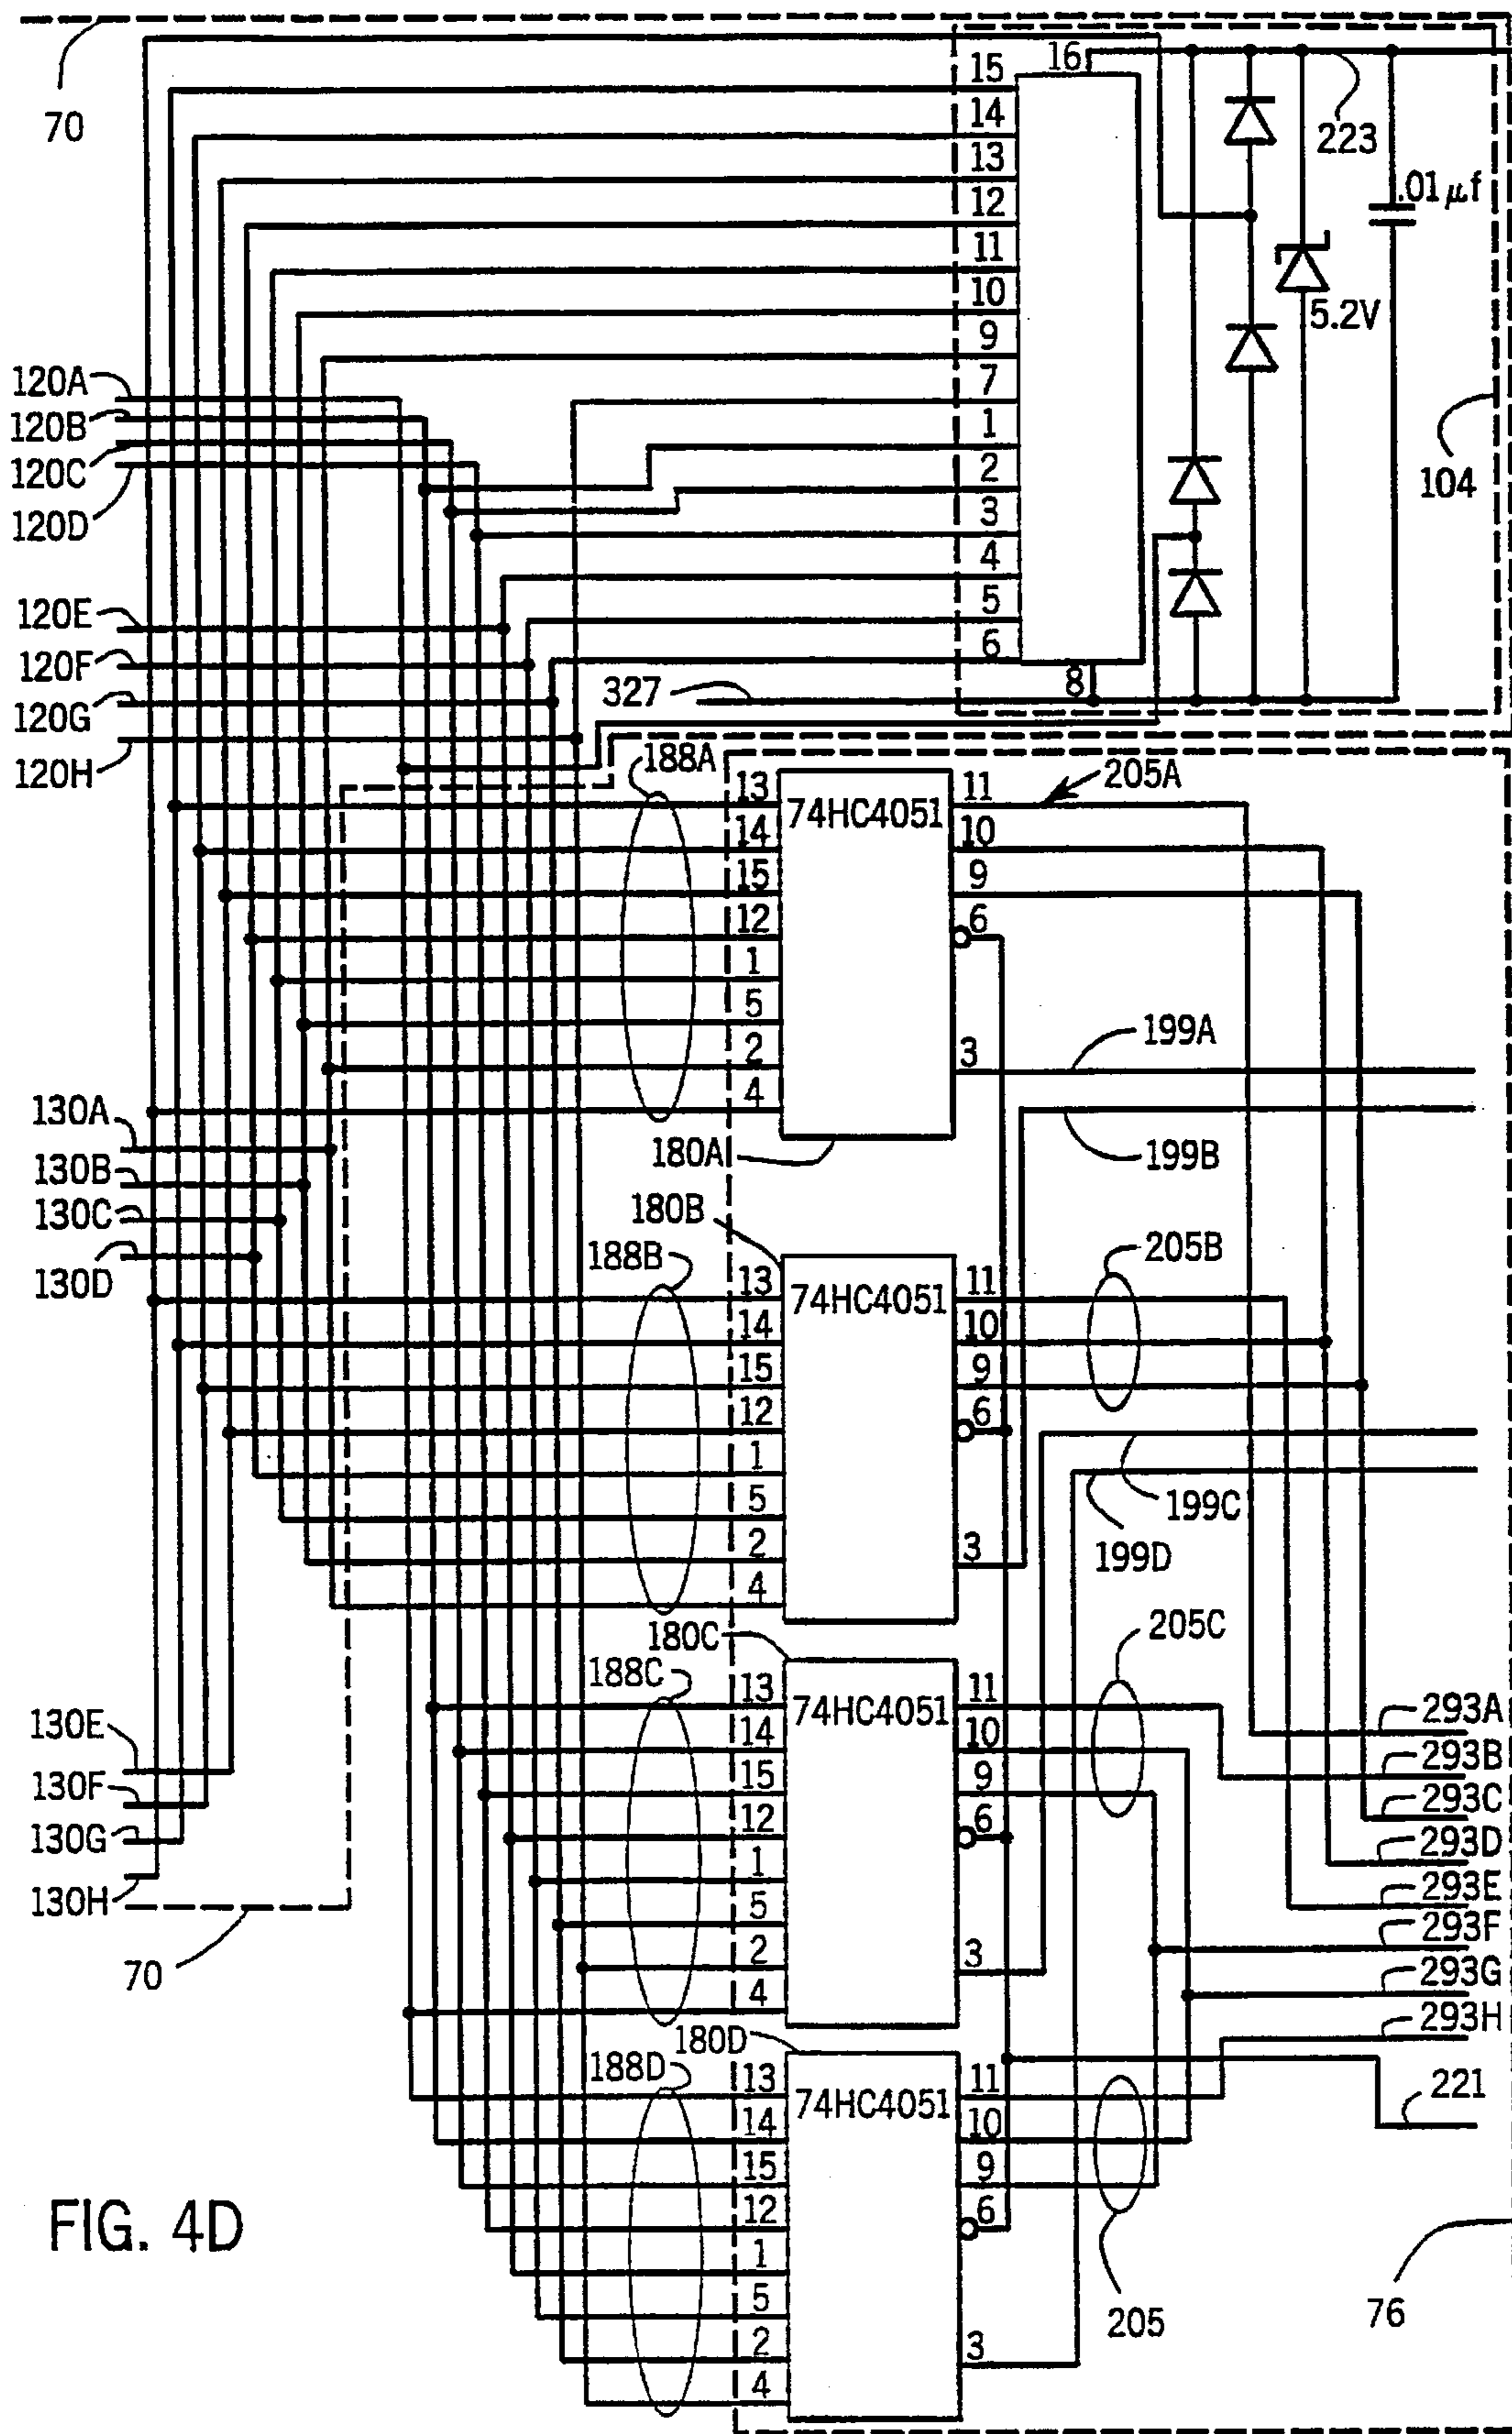 70
15
16
14
13
12
11
10
9
7
1
2
3
4
5
6
8
223
.01 μf
5.2V
104
120A
120B
120C
120D
120E
120F
120G
120H
327
188A
13
14
15
12
1
5
2
4
74HC4051
11
10
9
6
3
205A
199A
199B
180A
130A
130B
130C
130D
180B
188B
13
14
15
12
1
5
2
4
74HC4051
11
10
9
6
3
205B
199C
199D
180C
188C
13
14
15
12
1
5
2
4
74HC4051
11
10
9
6
3
205C
130E
130F
130G
130H
70
293A
293B
293C
293D
293E
293F
293G
293H
221
180D
188D
13
14
15
12
1
5
2
4
74HC4051
11
10
9
6
3
205
76
FIG. 4D